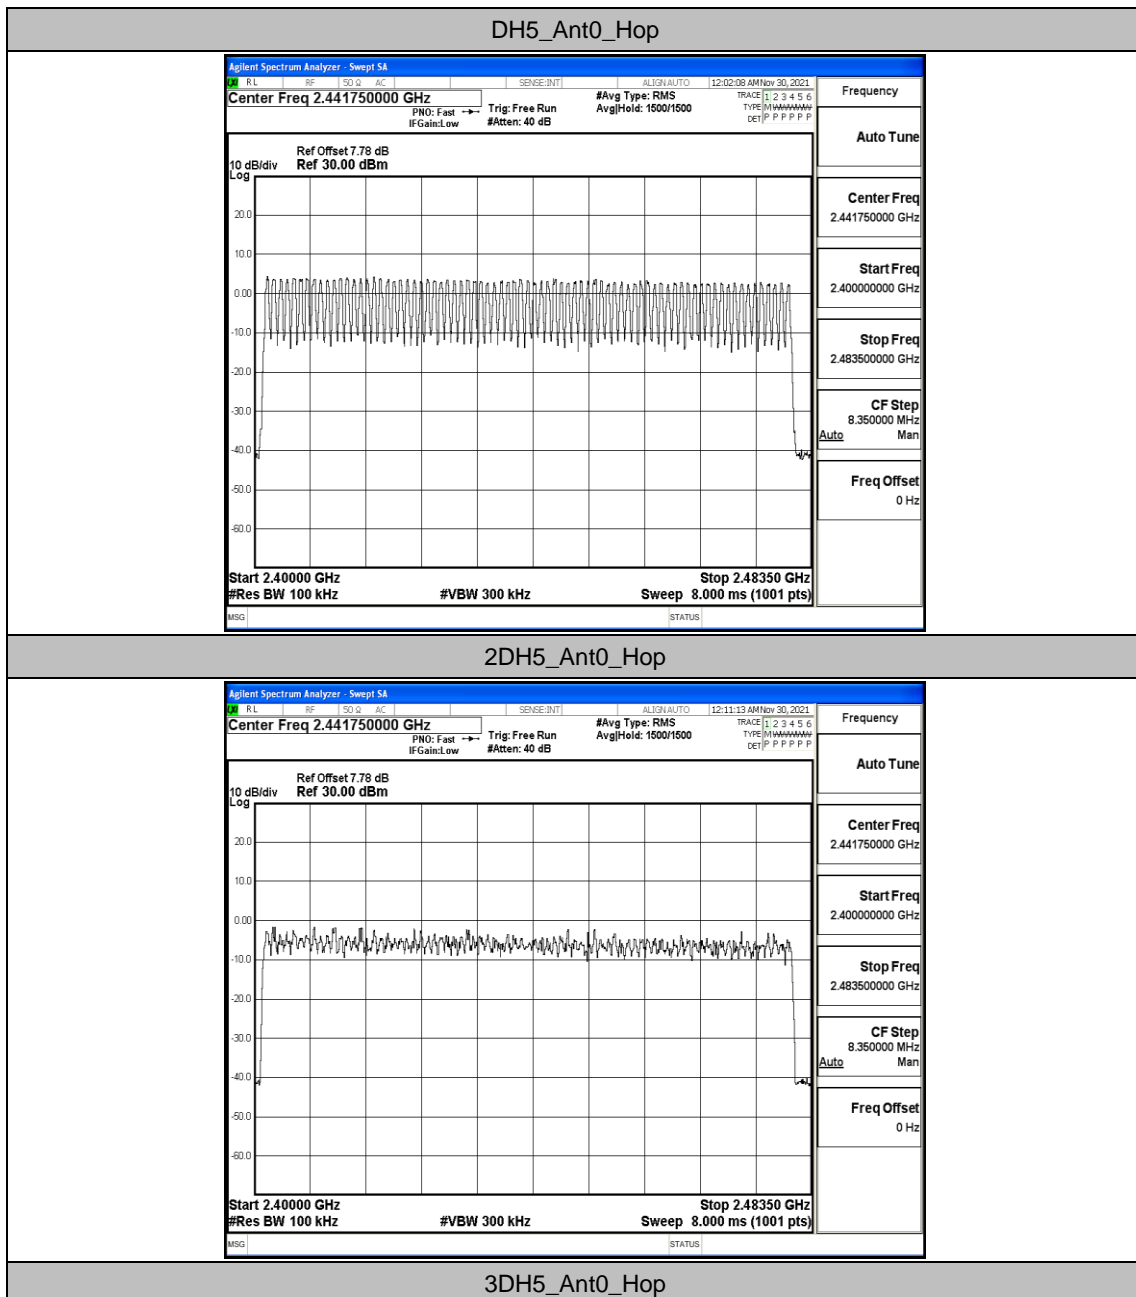 DH5_Ant0_Hop
Agilent Spectrum Analyzer - Swept SA
RL RF 50 Ω AC SENSE:INT ALIGN AUTO 12:02:08 AM Nov 30, 2021
Center Freq 2.441750000 GHz
PNO: Fast
IFGain:Low
Trig: Free Run
#Atten: 40 dB
#Avg Type: RMS
Avg|Hold: 1500/1500
TRACE 1 2 3 4 5 6
TYPE M WWWWW
DET P P P P P P
Ref Offset 7.78 dB
10 dB/div Ref 30.00 dBm
Log
20.0
10.0
0.00
-10.0
-20.0
-30.0
-40.0
-50.0
-60.0
Start 2.40000 GHz Stop 2.48350 GHz
#Res BW 100 kHz #VBW 300 kHz Sweep 8.000 ms (1001 pts)
MSG STATUS
Frequency
Auto Tune
Center Freq
2.441750000 GHz
Start Freq
2.400000000 GHz
Stop Freq
2.483500000 GHz
CF Step
8.350000 MHz
Auto Man
Freq Offset
0 Hz
2DH5_Ant0_Hop
Agilent Spectrum Analyzer - Swept SA
RL RF 50 Ω AC SENSE:INT ALIGN AUTO 12:11:13 AM Nov 30, 2021
Center Freq 2.441750000 GHz
PNO: Fast
IFGain:Low
Trig: Free Run
#Atten: 40 dB
#Avg Type: RMS
Avg|Hold: 1500/1500
TRACE 1 2 3 4 5 6
TYPE M WWWWW
DET P P P P P P
Ref Offset 7.78 dB
10 dB/div Ref 30.00 dBm
Log
20.0
10.0
0.00
-10.0
-20.0
-30.0
-40.0
-50.0
-60.0
Start 2.40000 GHz Stop 2.48350 GHz
#Res BW 100 kHz #VBW 300 kHz Sweep 8.000 ms (1001 pts)
MSG STATUS
Frequency
Auto Tune
Center Freq
2.441750000 GHz
Start Freq
2.400000000 GHz
Stop Freq
2.483500000 GHz
CF Step
8.350000 MHz
Auto Man
Freq Offset
0 Hz
3DH5_Ant0_Hop